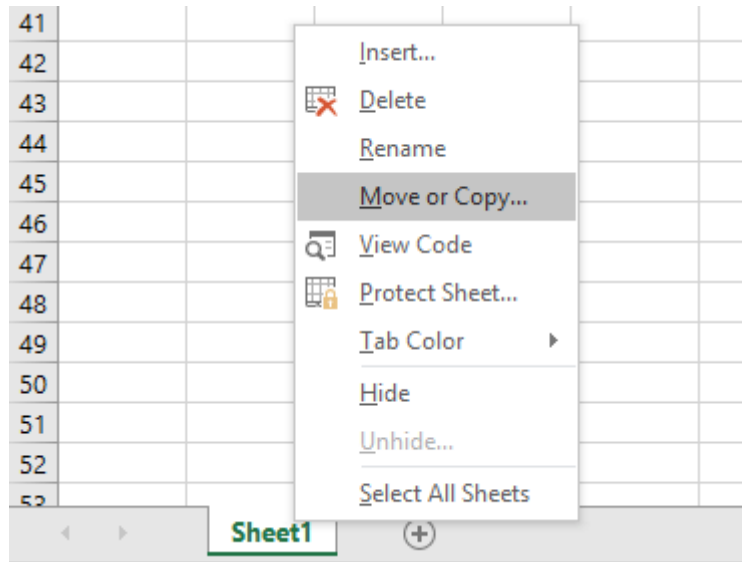 41
Insert...
42
43
Delete
44
Rename
45
Move or Copy...
46
View Code
47
48
Protect Sheet...
49
Tab Color
50
Hide
51
Unhide...
52
Select All Sheets
53
Sheet1